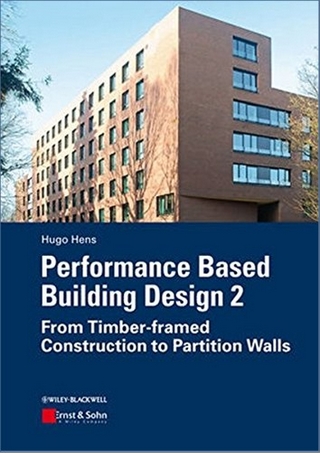 Hugo Hens
Performance Based
Building Design 2
From Timber-framed
Construction to Partition Walls
WILEY-BLACKWELL
Ernst & Sohn
A Wiley Company